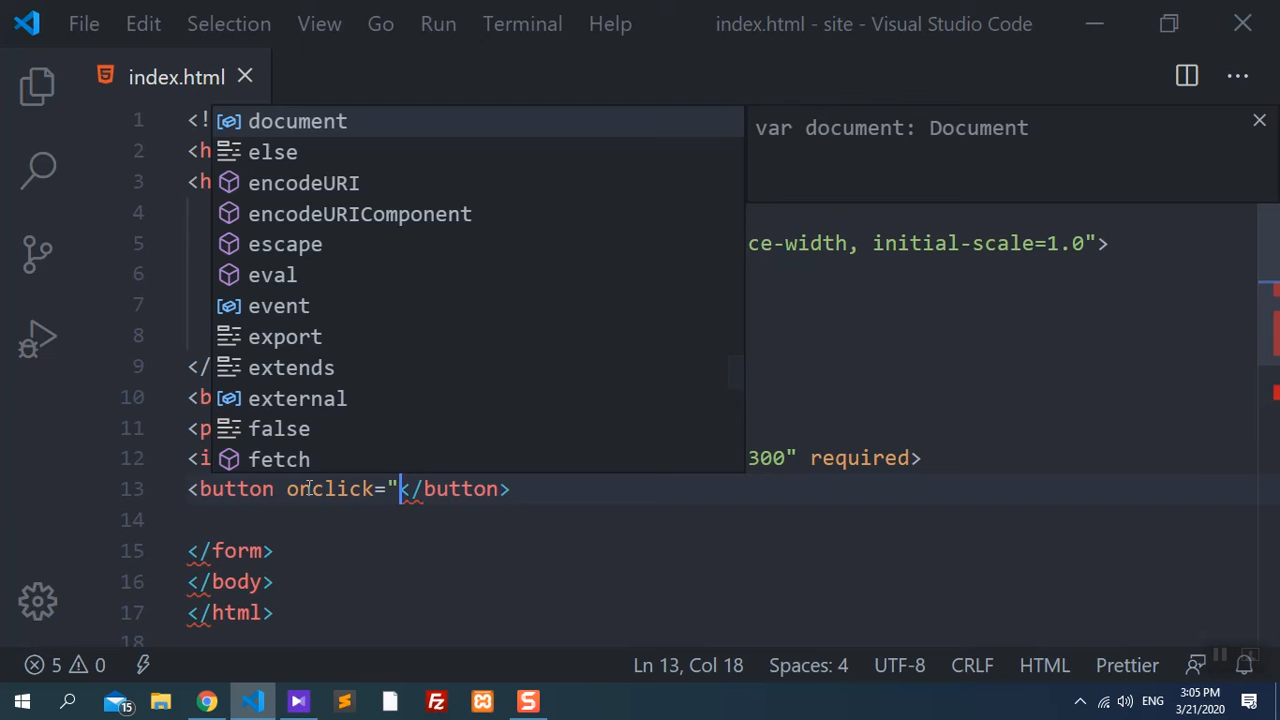 File Edit Selection View Go Run Terminal Help index.html - site - Visual Studio Code
index.html
1 <!
2 <h
3 <h
4
5 ce-width, initial-scale=1.0">
6
7
8
9 </
10 <b
11 <p
12 <i 300" required>
13 <button onclick="</button>
14
15 </form>
16 </body>
17 </html>
18
document
else
encodeURI
encodeURIComponent
escape
eval
event
export
extends
external
false
fetch
var document: Document
5 0 Ln 13, Col 18 Spaces: 4 UTF-8 CRLF HTML Prettier
15 ENG 3:05 PM
3/21/2020